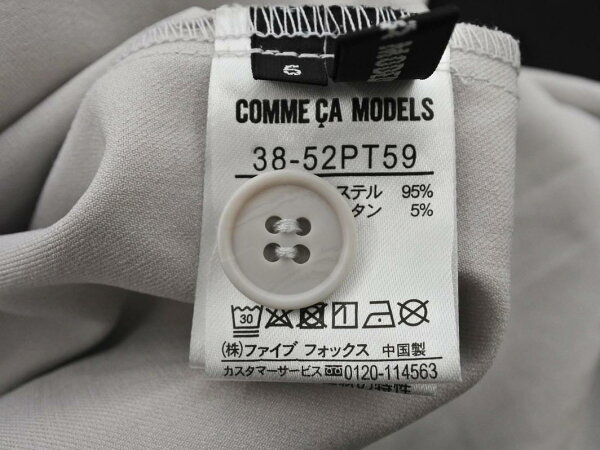 COMME ÇA MODELS
38-52PT59
ステル 95%
タン 5%
30
(株)ファイブ フォックス 中国製
カスタマーサービス 0120-114563